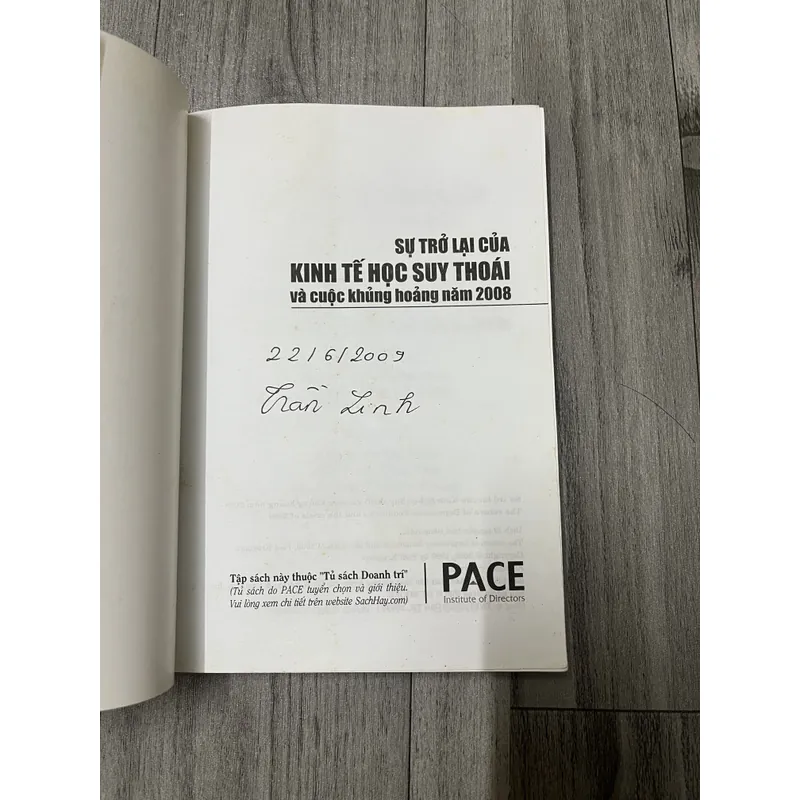 SỰ TRỞ LẠI CỦA
KINH TẾ HỌC SUY THOÁI
và cuộc khủng hoảng năm 2008
22/6/2009
Trần Linh
Tập sách này thuộc "Tủ sách Doanh trí"
(Tủ sách do PACE tuyển chọn và giới thiệu.
Vui lòng xem chi tiết trên website SachHay.com)
PACE
Institute of Directors